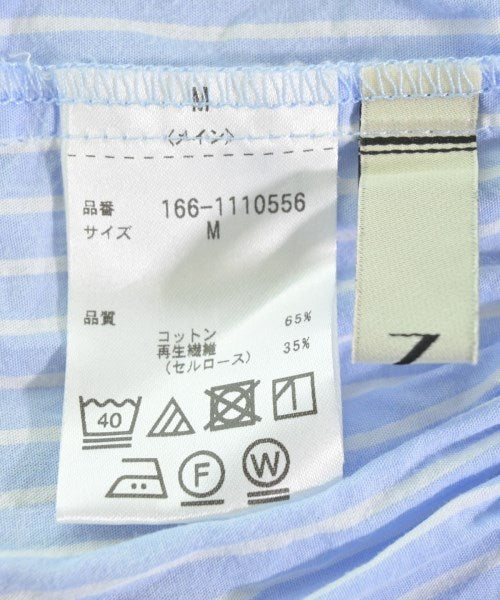 M
〈メイン〉
品番 166-1110556
サイズ M
品質
コットン 65%
再生繊維 35%
(セルロース)
40
F W